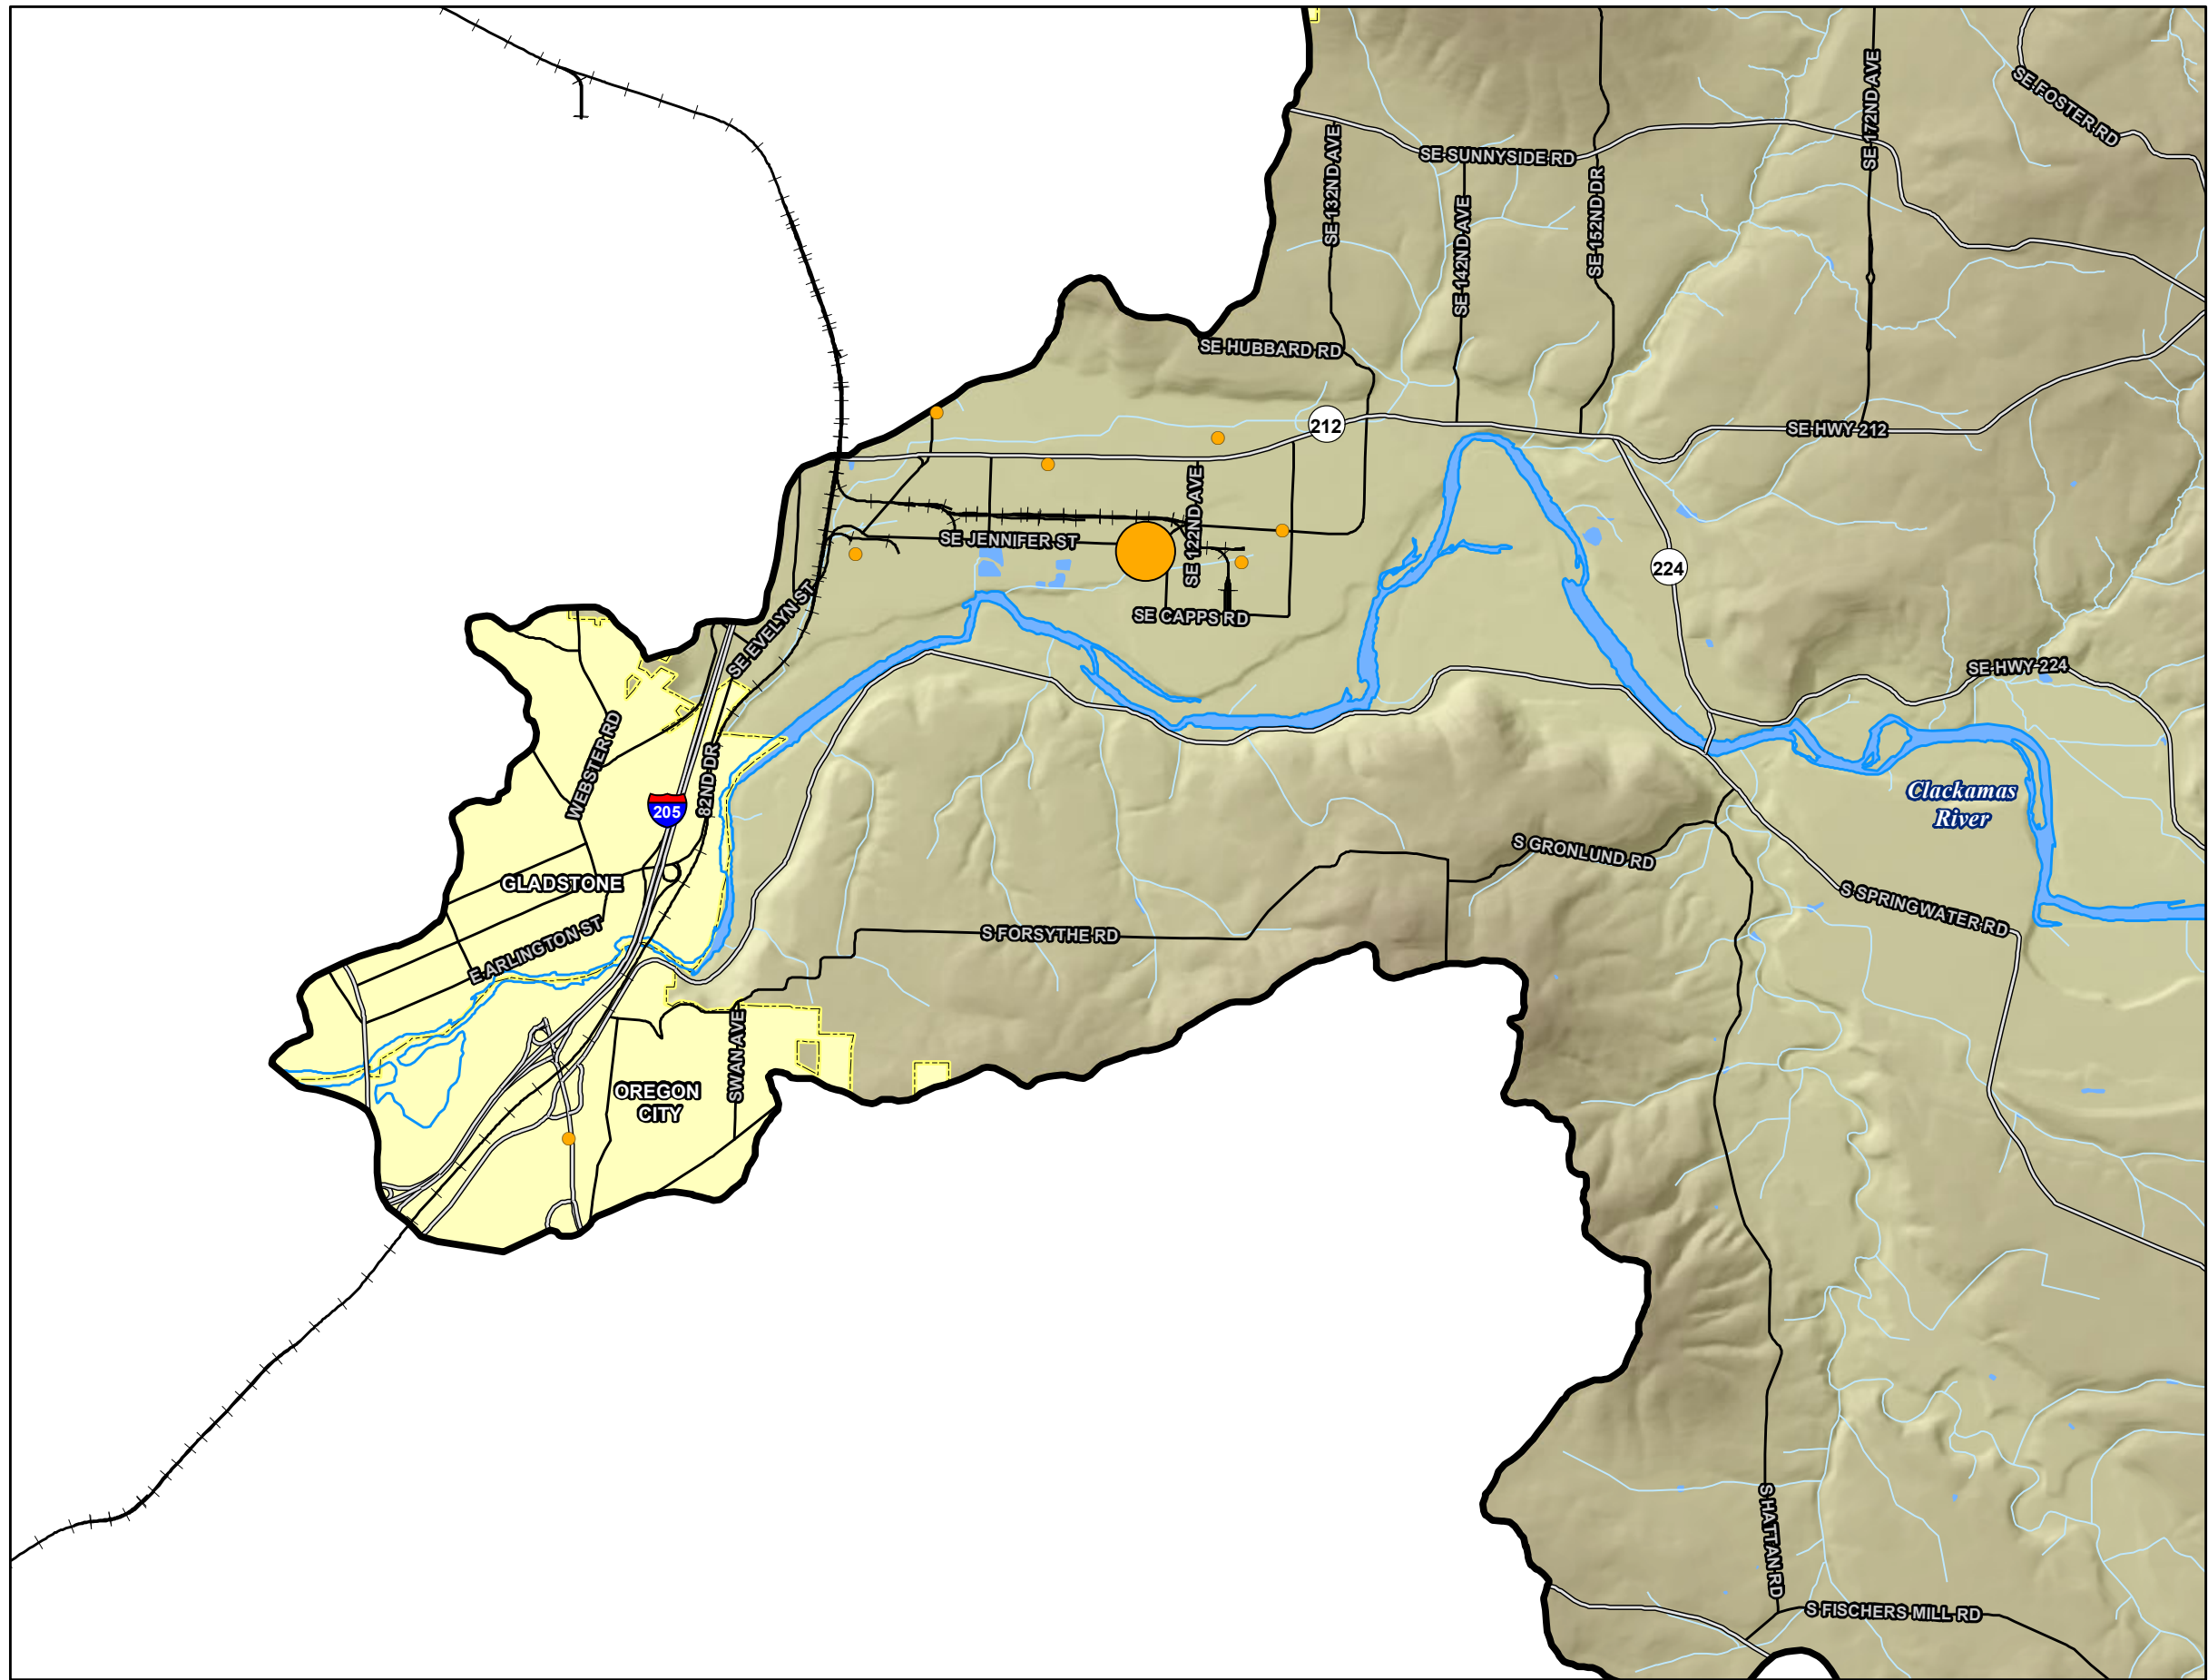 SE FOSTER RD
SE 172ND AVE
SE SUNNYSIDE RD
SE 132ND AVE
SE 142ND AVE
SE 152ND DR
SE HUBBARD RD
212
SE HWY 212
SE 122ND AVE
SE JENNIFER ST
224
SE CAPPS RD
SE EVELYN ST
SE HWY 224
WEBSTER RD
82ND DR
205
Clackamas
River
S GRONLUND RD
GLADSTONE
S SPRINGWATER RD
E ARLINGTON ST
S FORSYTHE RD
SWAN AVE
OREGON
CITY
S HATTAN RD
S FISCHERS MILL RD